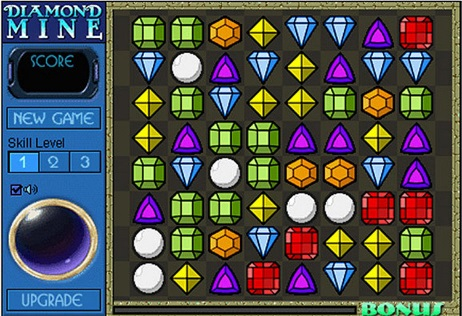 DIAMOND
MINE
SCORE
NEW GAME
Skill Level
1 2 3
UPGRADE
BONUS